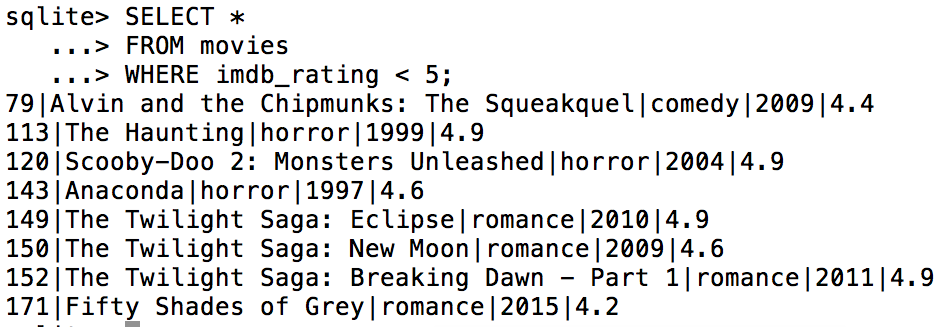 sqlite> SELECT *
   ...> FROM movies
   ...> WHERE imdb_rating < 5;
79|Alvin and the Chipmunks: The Squeakquel|comedy|2009|4.4
113|The Haunting|horror|1999|4.9
120|Scooby-Doo 2: Monsters Unleashed|horror|2004|4.9
143|Anaconda|horror|1997|4.6
149|The Twilight Saga: Eclipse|romance|2010|4.9
150|The Twilight Saga: New Moon|romance|2009|4.6
152|The Twilight Saga: Breaking Dawn - Part 1|romance|2011|4.9
171|Fifty Shades of Grey|romance|2015|4.2